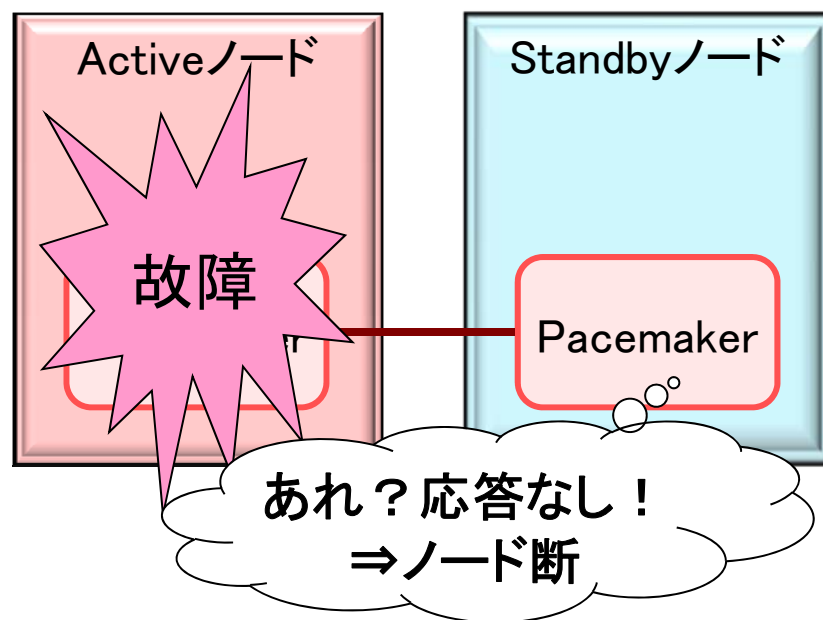 Activeノード
Standbyノード
故障
er
Pacemaker
あれ？応答なし！
⇒ノード断